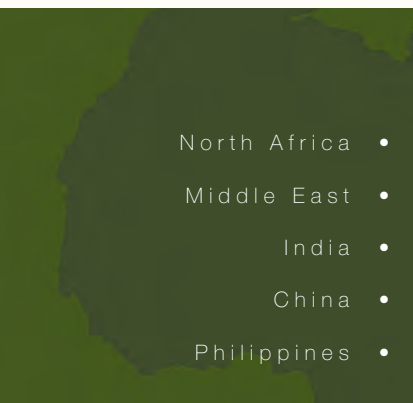 North Africa •
Middle East •
India •
China •
Philippines •